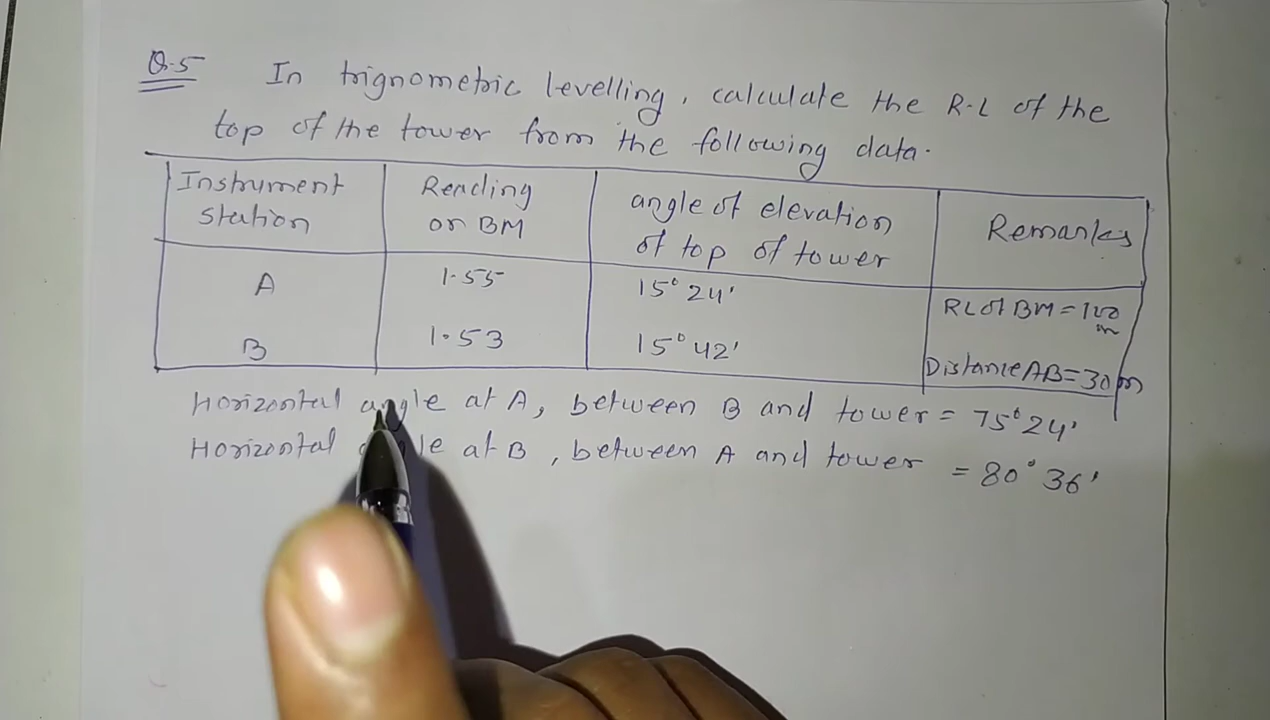 Q.5 In trignometric levelling, calculate the R.L of the
top of the tower from the following data.
Instrument station Reading on BM angle of elevation of top of tower Remarks
A 1.55 15° 24' RL of BM = 100 m
B 1.53 15° 42' Distance AB = 30 m
Horizontal angle at A, between B and tower = 75° 24'
Horizontal at B, between A and tower = 80° 36'